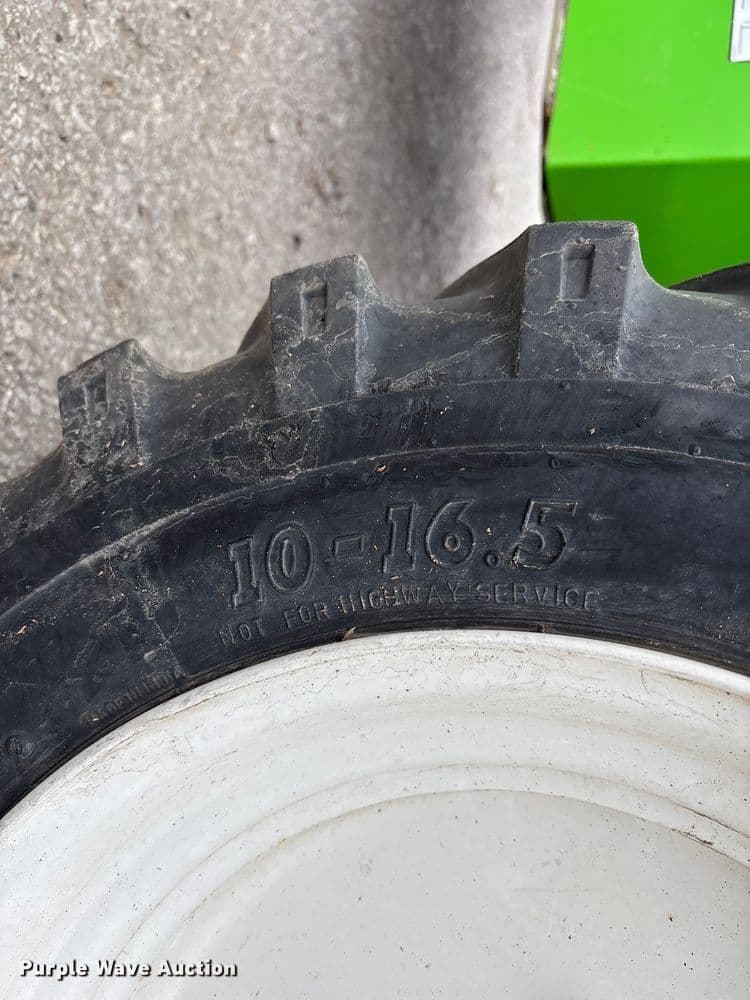 10-16.5
NOT FOR HIGHWAY SERVICE
Purple Wave Auction